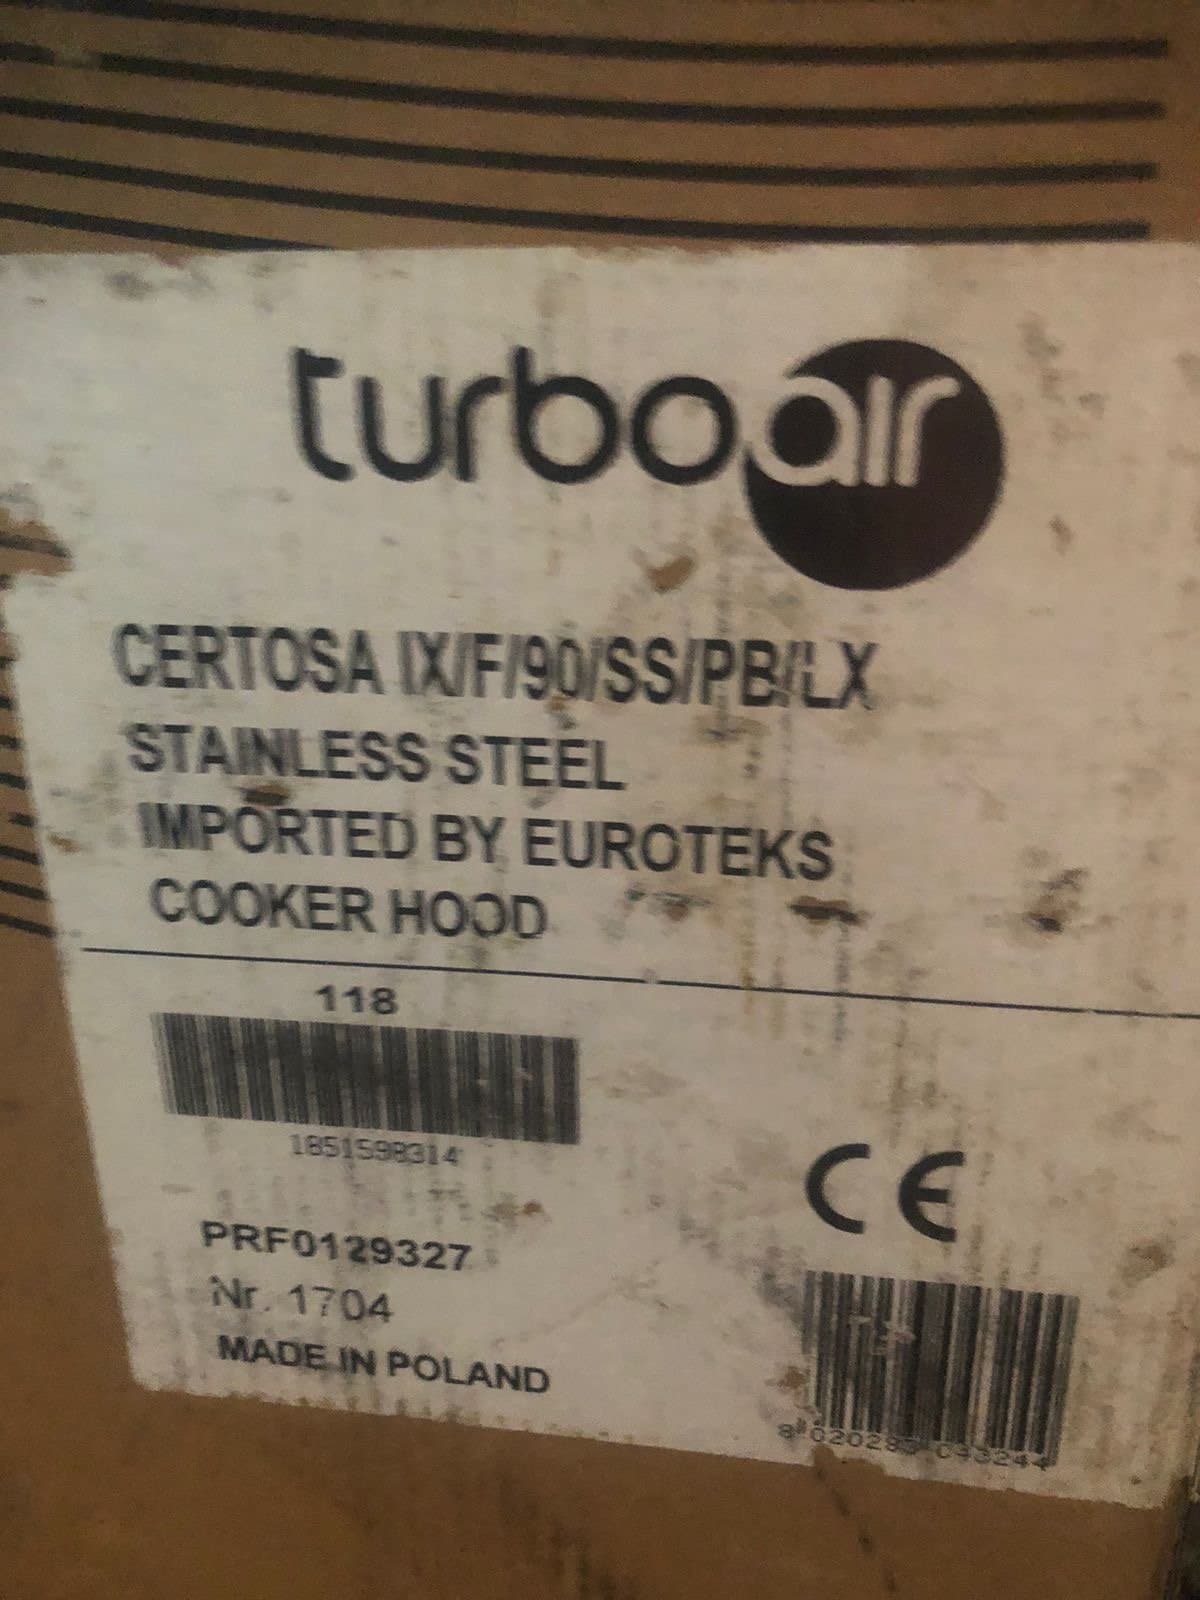 turboair
CERTOSA IX/F/90/SS/PB/LX
STAINLESS STEEL
IMPORTED BY EUROTEKS
COOKER HOOD
118
1851598314
PRF0129327
Nr. 1704
MADE IN POLAND
CE